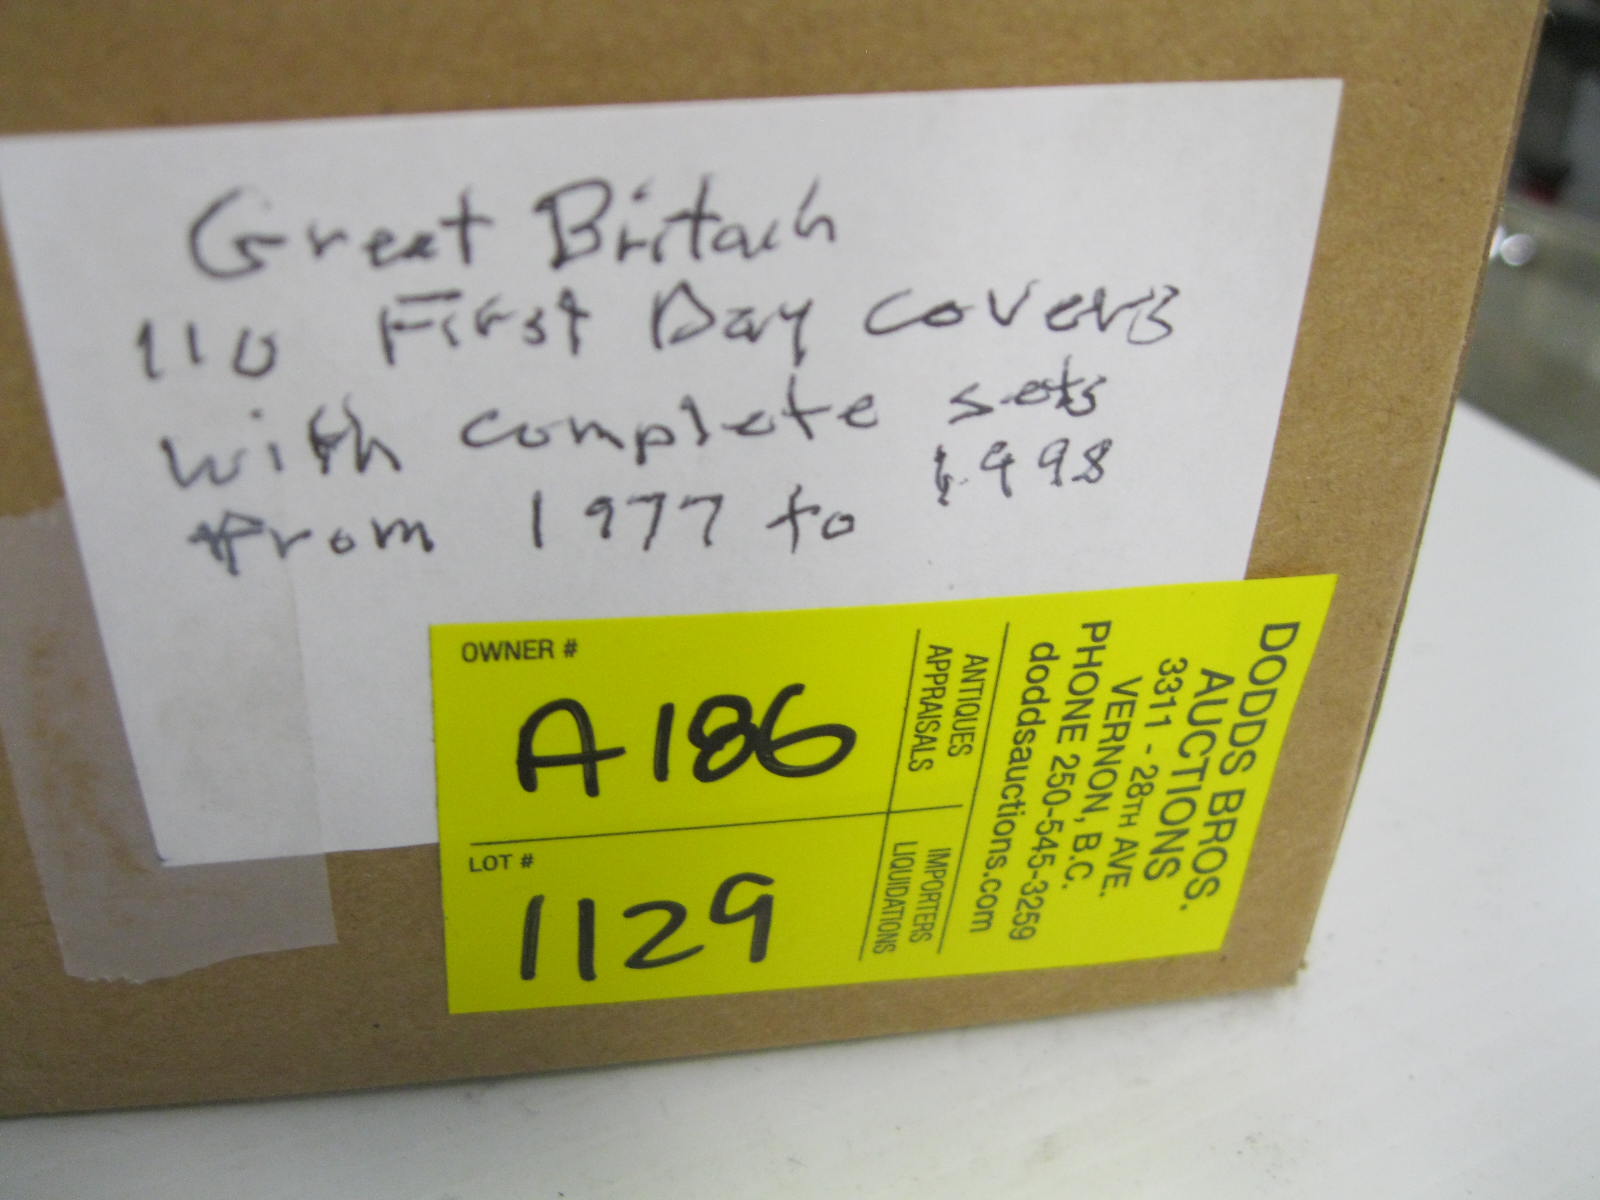 Great Britain
110 First Day covers
with complete sets
from 1977 to 1998
OWNER #
A186
LOT #
1129
DODDS BROS.
AUCTIONS
3311 - 28TH AVE.
VERNON, B.C.
PHONE 250-545-3259
doddsauctions.com
ANTIQUES
APPRAISALS
IMPORTERS
LIQUIDATIONS